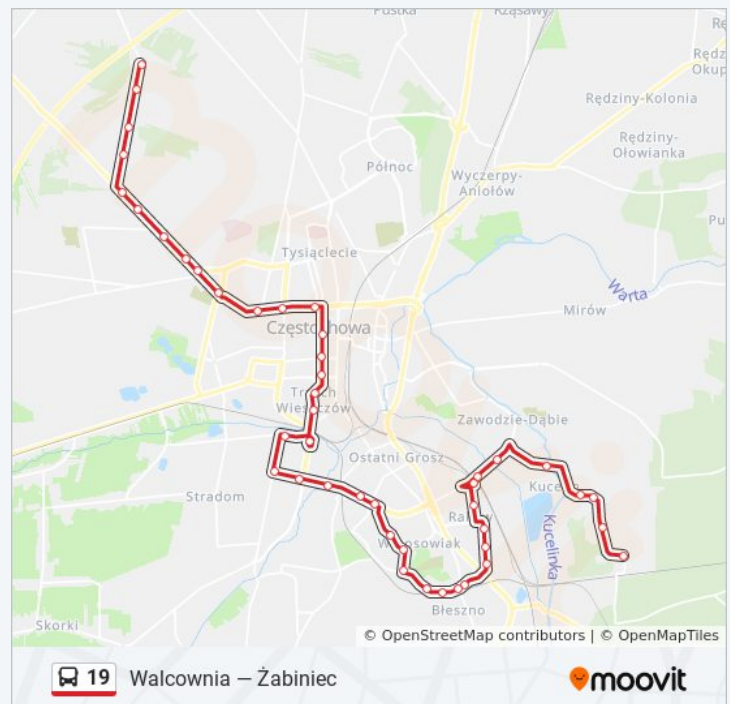 Pustka
Rząsawy
Rę
Rędz
Okup
Rędziny-Kolonia
Rędziny-
Ołowianka
Północ
Wyczerpy-
Aniołów
Pu
Tysiąclecie
Warta
Mirów
Częstochowa
Zawodzie-Dąbie
Ostatni Grosz
Stradom
Kucelinka
Błeszno
Skorki
© OpenStreetMap contributors | © OpenMapTiles
19 Walcownia — Żabiniec moovit